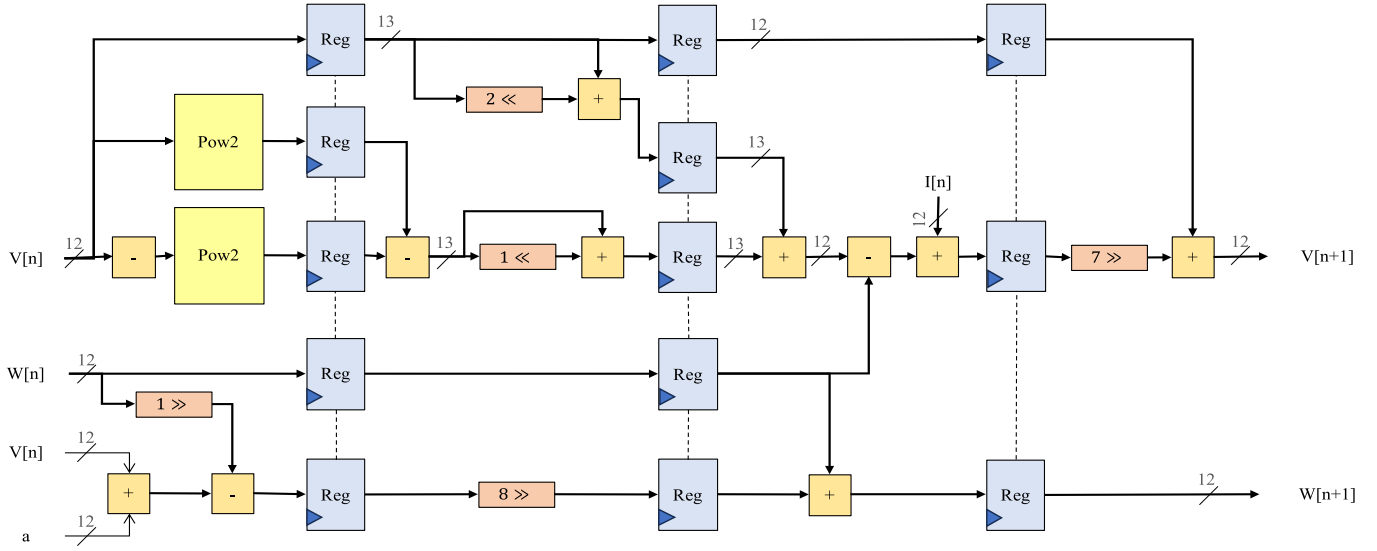 Reg 13 Reg 12 Reg
2 ≪ +
Pow2 Reg
Reg 13
I[n]
12
V[n] 12 - Pow2 Reg - 13 1 ≪ + Reg 13 + 12 - + Reg 7 ≫ + 12 V[n+1]
W[n] 12 Reg Reg
1 ≫
V[n] 12
+ - Reg 8 ≫ Reg + Reg 12 W[n+1]
a 12